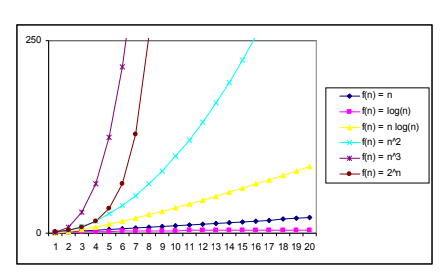 250
0
1 2 3 4 5 6 7 8 9 10 11 12 13 14 15 16 17 18 19 20
f(n) = n
f(n) = log(n)
f(n) = n log(n)
f(n) = n^2
f(n) = n^3
f(n) = 2^n